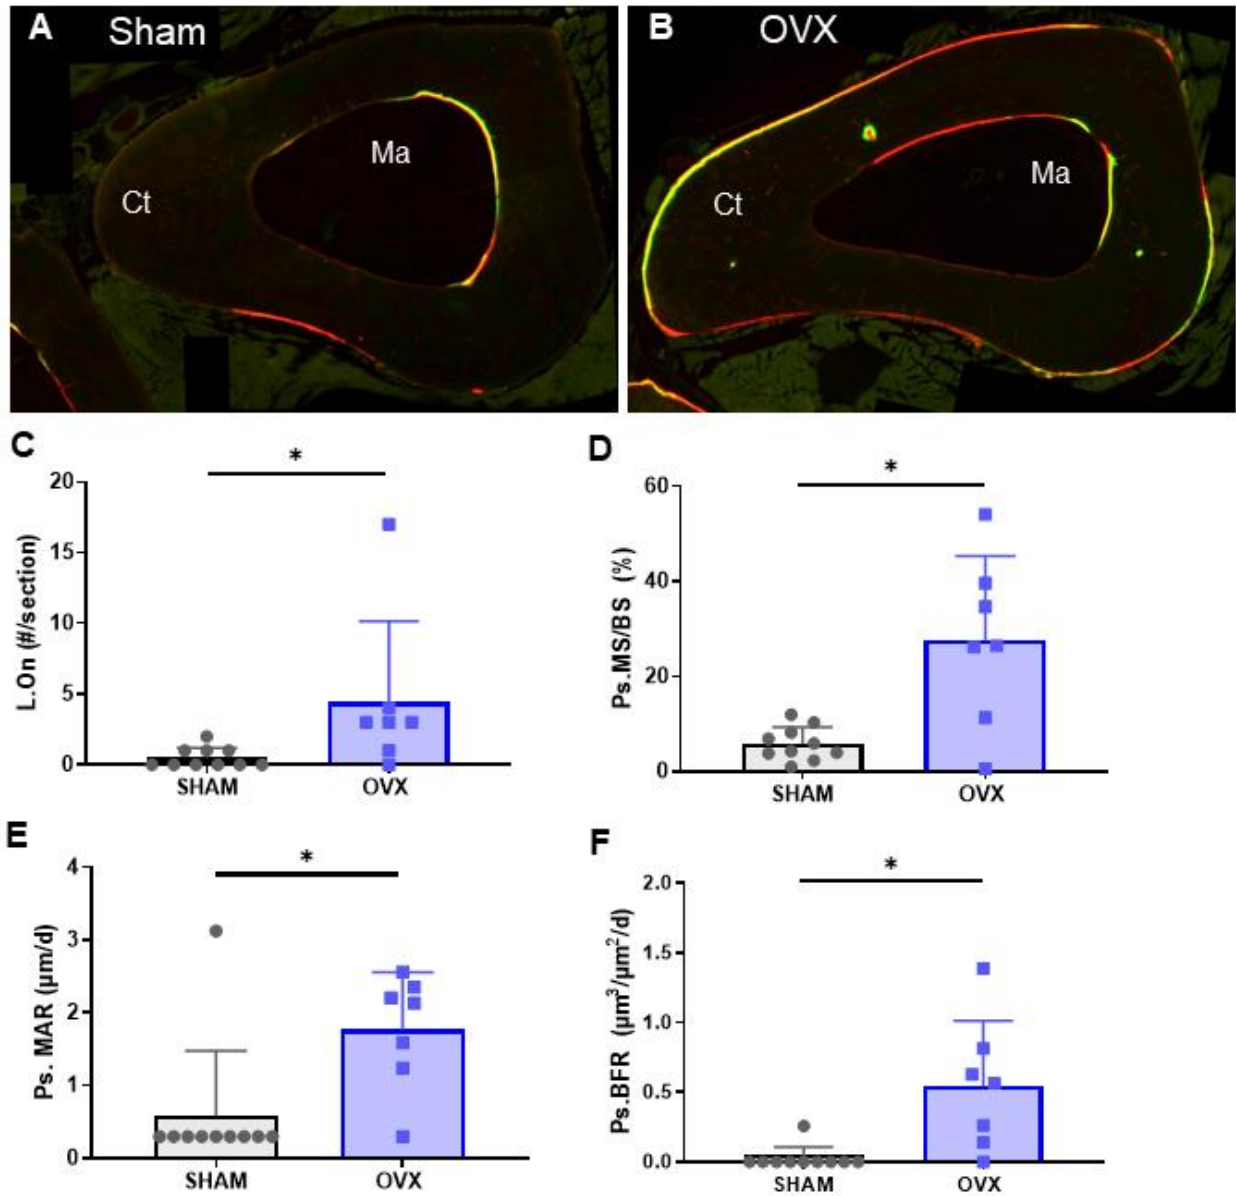 A Sham
B OVX
Ma
Ct
Ma
Ct
C
*
20
15
10
5
0
L.On (#/section)
SHAM OVX
D
*
60
40
20
0
Ps.MS/BS (%)
SHAM OVX
E
*
4
3
2
1
0
Ps. MAR (µm/d)
SHAM OVX
F
*
2.0
1.5
1.0
0.5
0.0
Ps.BFR (µm³/µm²/d)
SHAM OVX